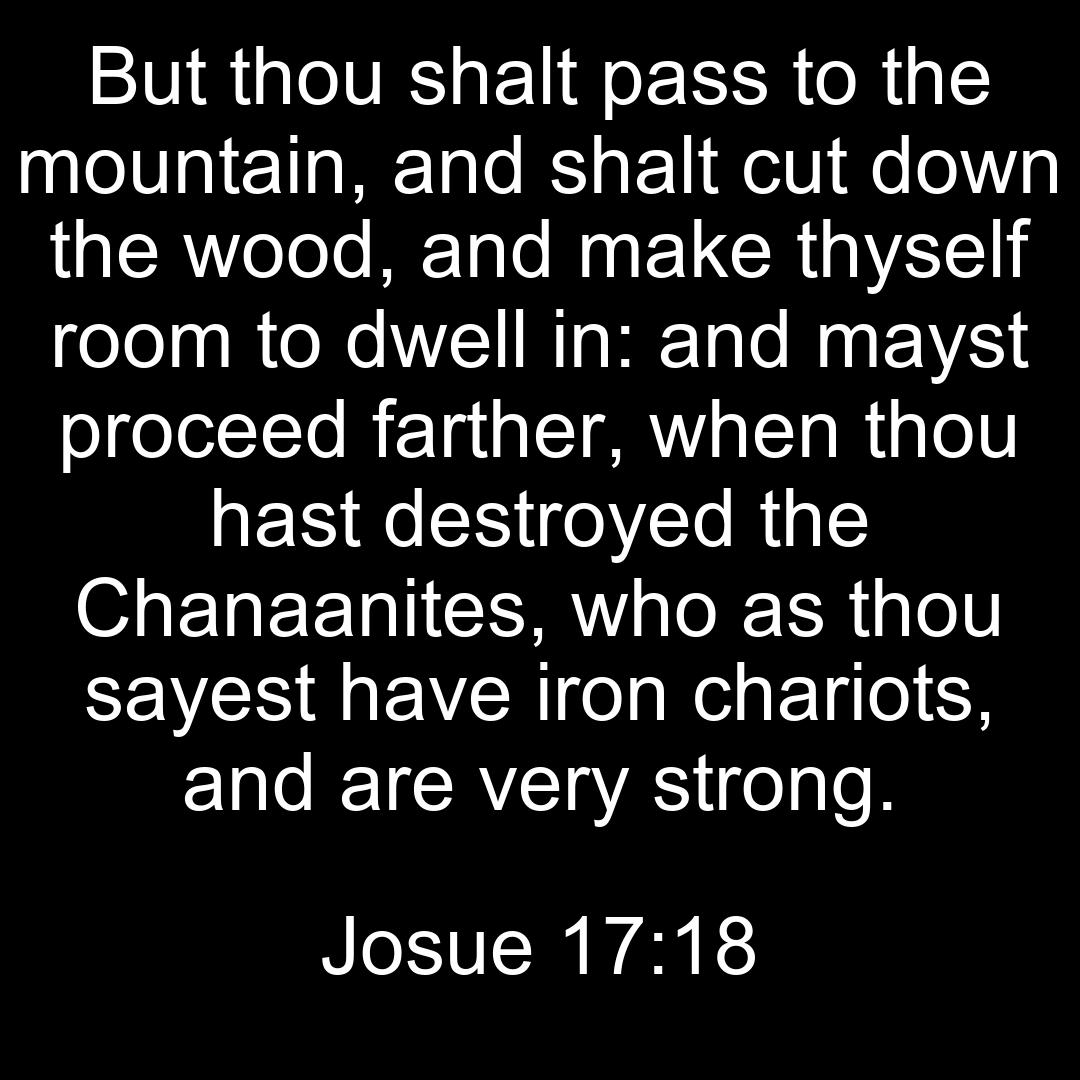 But thou shalt pass to the
mountain, and shalt cut down
the wood, and make thyself
room to dwell in: and mayst
proceed farther, when thou
hast destroyed the
Chanaanites, who as thou
sayest have iron chariots,
and are very strong.
Josue 17:18